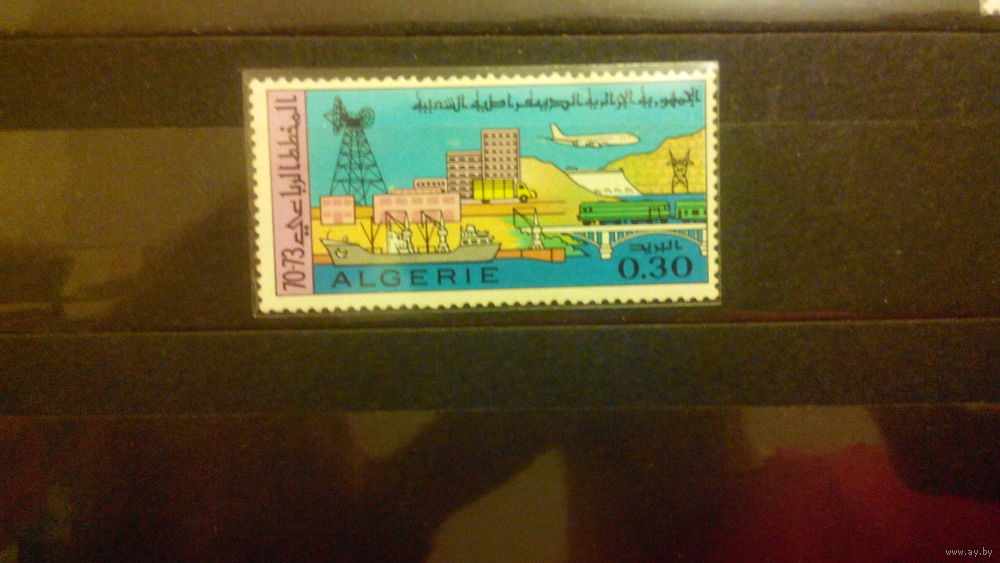 الجمهورية الجزائرية الديمقراطية الشعبية
المخطط الرباعي
70-73
البريد
0.30
ALGERIE
www.ay.by